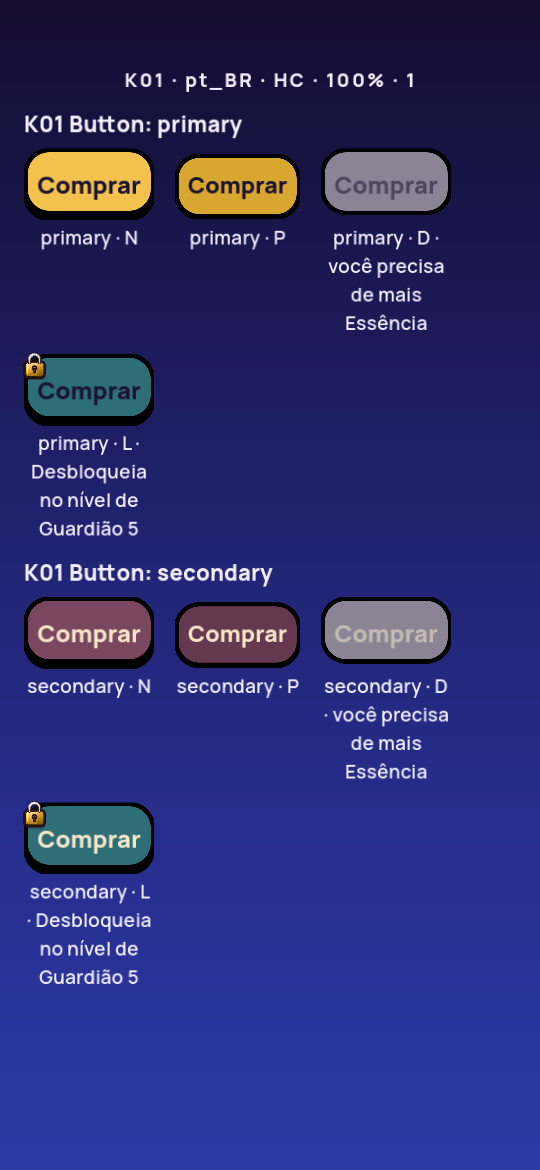 K01 · pt_BR · HC · 100% · 1
K01 Button: primary
Comprar Comprar Comprar
primary · N primary · P primary · D ·
você precisa
de mais
Essência
Comprar
primary · L ·
Desbloqueia
no nível de
Guardião 5
K01 Button: secondary
Comprar Comprar Comprar
secondary · N secondary · P secondary · D
· você precisa
de mais
Essência
Comprar
secondary · L
· Desbloqueia
no nível de
Guardião 5